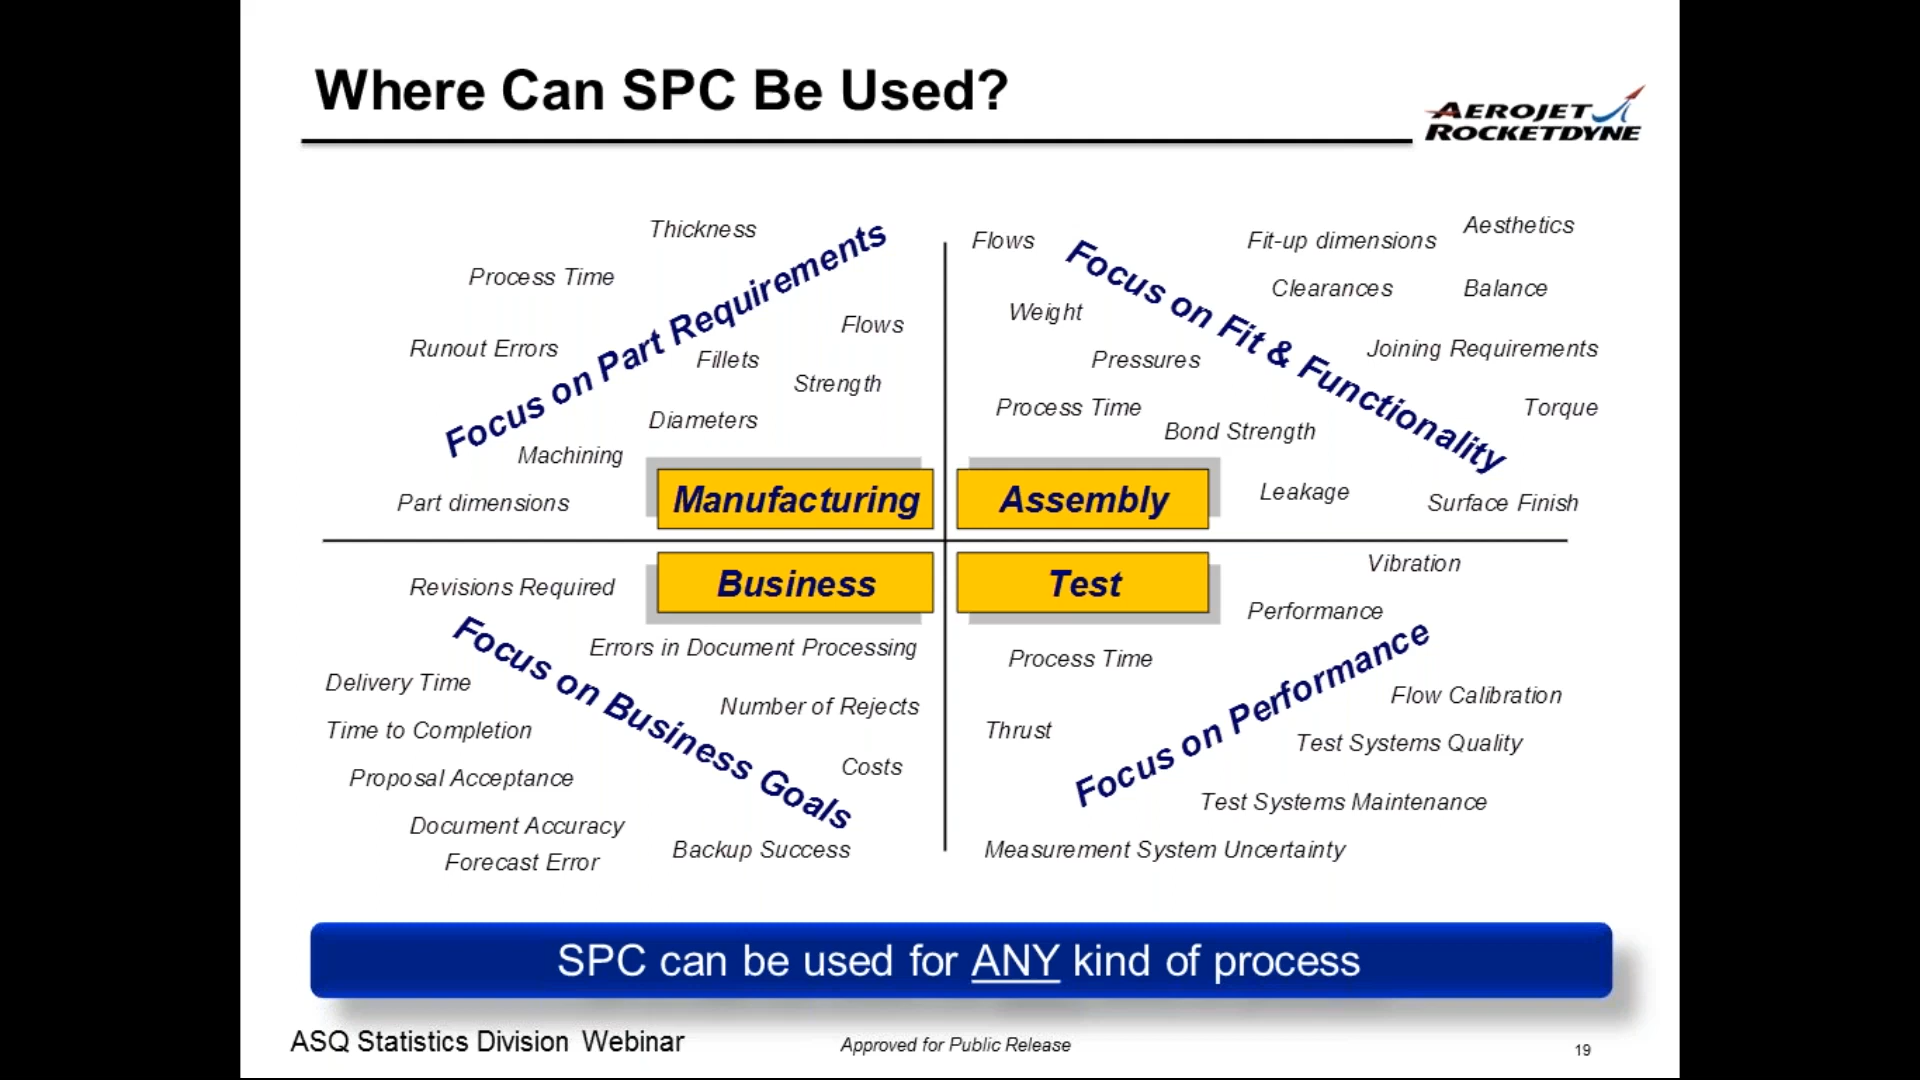 Where Can SPC Be Used?
AEROJET
ROCKETDYNE
Thickness
Process Time
Focus on Part Requirements
Flows
Runout Errors
Fillets
Strength
Diameters
Machining
Part dimensions
Manufacturing
Flows
Focus on Fit & Functionality
Fit-up dimensions
Aesthetics
Clearances
Balance
Weight
Pressures
Joining Requirements
Process Time
Torque
Bond Strength
Leakage
Surface Finish
Assembly
Business
Revisions Required
Focus on Business Goals
Errors in Document Processing
Delivery Time
Number of Rejects
Time to Completion
Costs
Proposal Acceptance
Document Accuracy
Backup Success
Forecast Error
Test
Vibration
Performance
Focus on Performance
Process Time
Flow Calibration
Thrust
Test Systems Quality
Test Systems Maintenance
Measurement System Uncertainty
SPC can be used for ANY kind of process
ASQ Statistics Division Webinar
Approved for Public Release
19